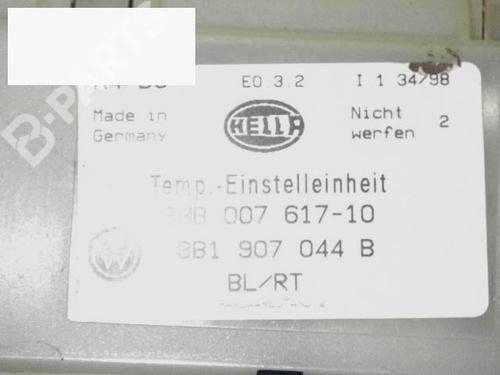 EO.3.2 I 1 34/98
Made in
Germany
HELLA
Nicht
werfen 2
Temp.-Einstelleinheit
007 617-10
3B1 907 044 B
BL/RT
B-PARTS